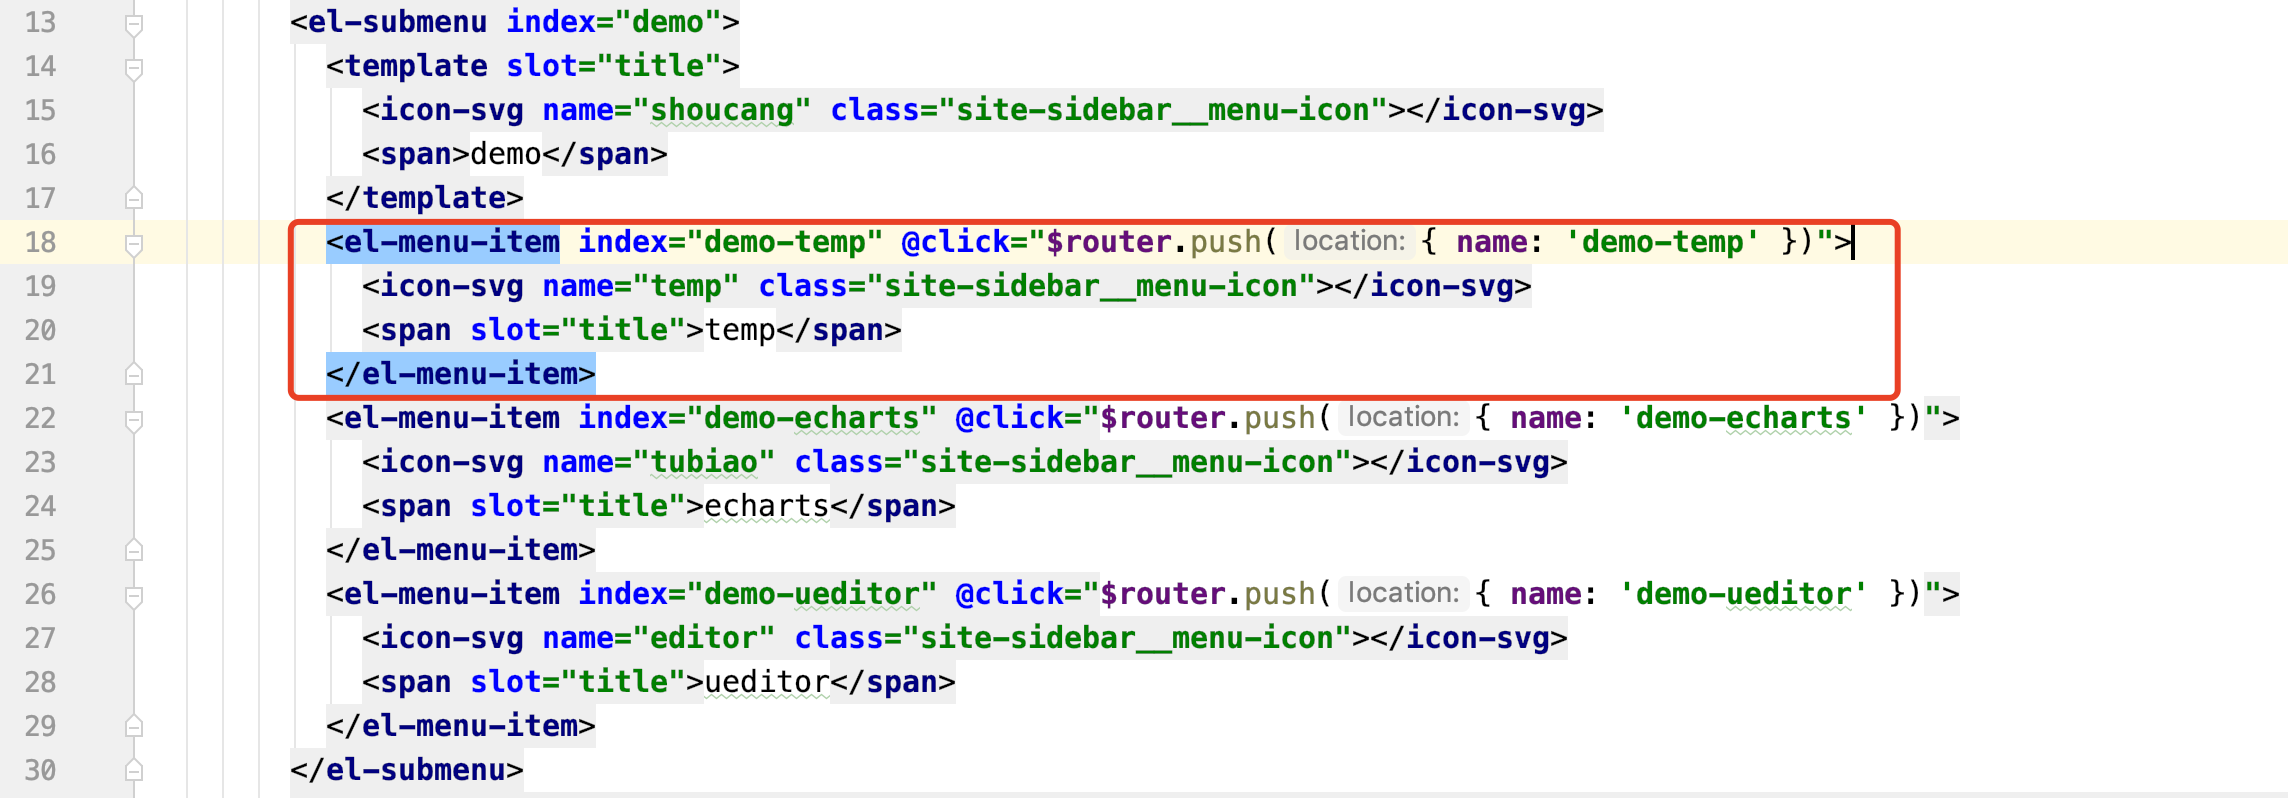 13 <el-submenu index="demo">
14 <template slot="title">
15 <icon-svg name="shoucang" class="site-sidebar__menu-icon"></icon-svg>
16 <span>demo</span>
17 </template>
18 <el-menu-item index="demo-temp" @click="$router.push( location: { name: 'demo-temp' })">
19 <icon-svg name="temp" class="site-sidebar__menu-icon"></icon-svg>
20 <span slot="title">temp</span>
21 </el-menu-item>
22 <el-menu-item index="demo-echarts" @click="$router.push( location: { name: 'demo-echarts' })">
23 <icon-svg name="tubiao" class="site-sidebar__menu-icon"></icon-svg>
24 <span slot="title">echarts</span>
25 </el-menu-item>
26 <el-menu-item index="demo-ueditor" @click="$router.push( location: { name: 'demo-ueditor' })">
27 <icon-svg name="editor" class="site-sidebar__menu-icon"></icon-svg>
28 <span slot="title">ueditor</span>
29 </el-menu-item>
30 </el-submenu>